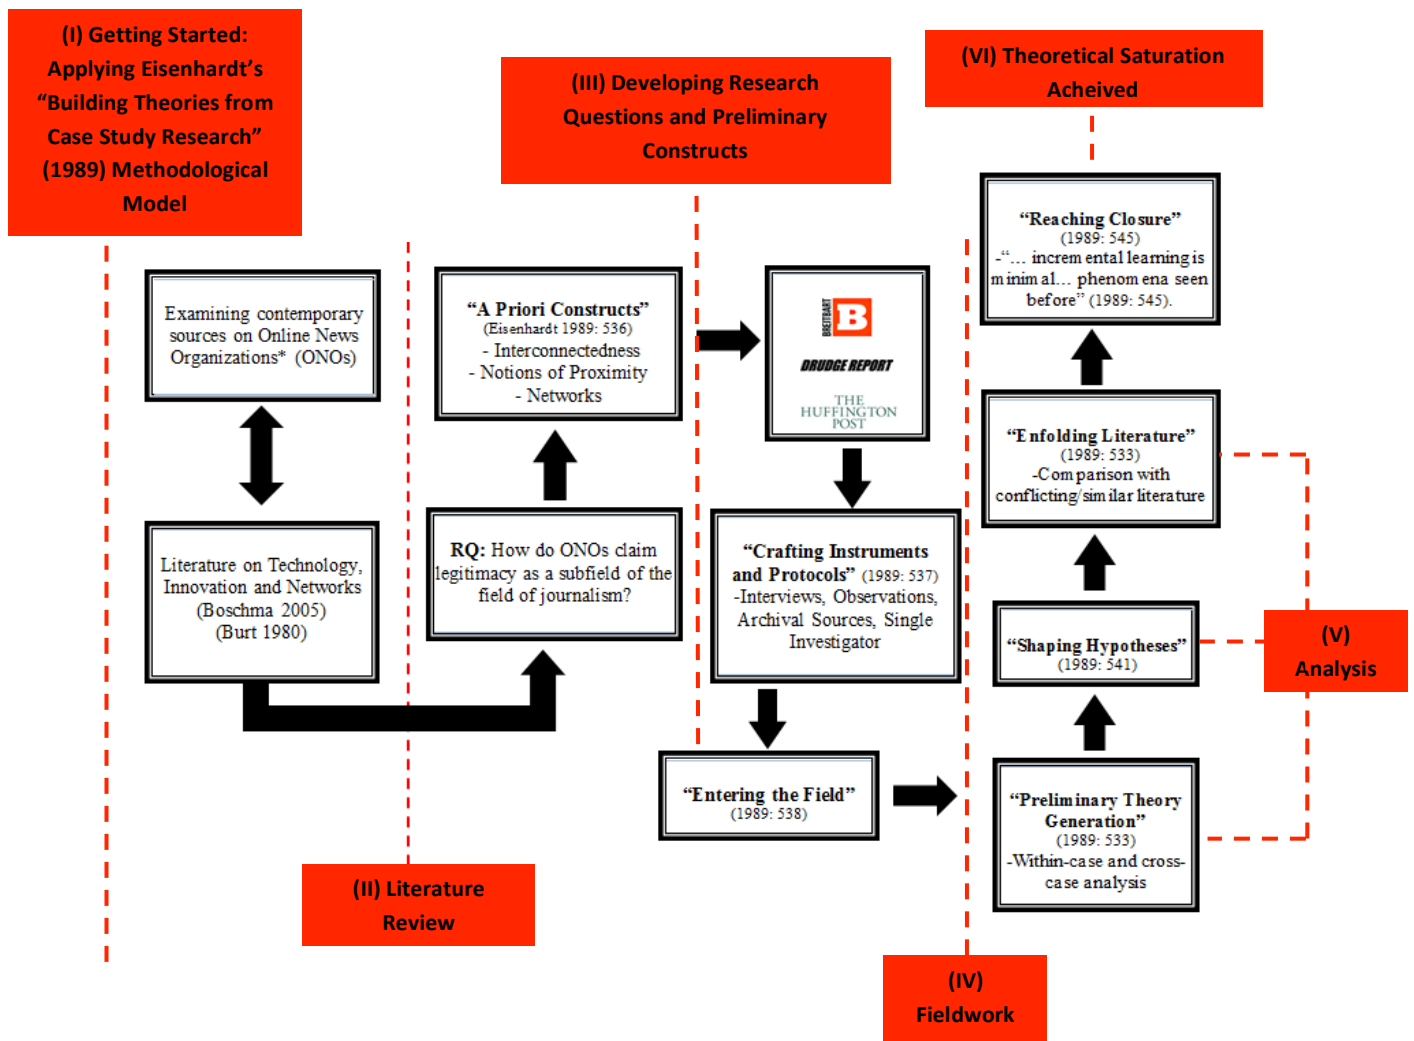 (I) Getting Started:
Applying Eisenhardt’s
“Building Theories from
Case Study Research”
(1989) Methodological
Model
Examining contemporary
sources on Online News
Organizations* (ONOs)
Literature on Technology,
Innovation and Networks
(Boschma 2005)
(Burt 1980)
(II) Literature
Review
RQ: How do ONOs claim
legitimacy as a subfield of the
field of journalism?
“A Priori Constructs”
(Eisenhardt 1989: 536)
- Interconnectedness
- Notions of Proximity
- Networks
(III) Developing Research
Questions and Preliminary
Constructs
BREITBART
B
DRUDGE REPORT
THE
HUFFINGTON
POST
“Crafting Instruments
and Protocols” (1989: 537)
-Interviews, Observations,
Archival Sources, Single
Investigator
“Entering the Field”
(1989: 538)
(IV)
Fieldwork
“Preliminary Theory
Generation”
(1989: 533)
-Within-case and cross-
case analysis
“Shaping Hypotheses”
(1989: 541)
“Enfolding Literature”
(1989: 533)
-Comparison with
conflicting/similar literature
(V)
Analysis
“Reaching Closure”
(1989: 545)
-“… incremental learning is
minimal… phenomena seen
before” (1989: 545).
(VI) Theoretical Saturation
Acheived